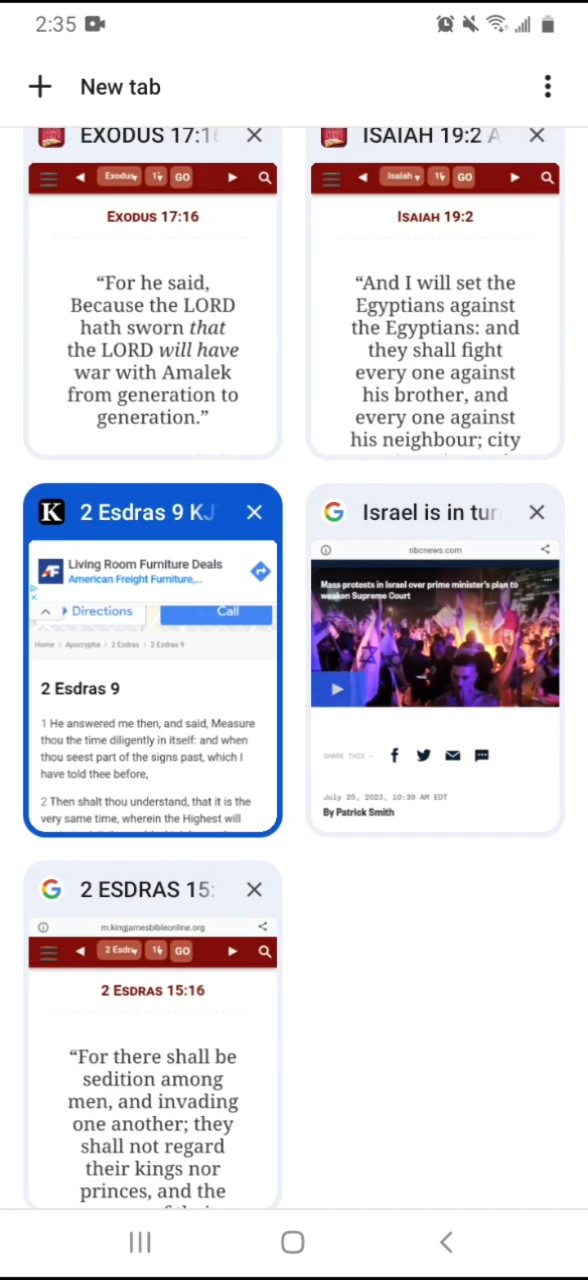 2:35
New tab
EXODUS 17:16
ISAIAH 19:2 A
Exodus
GO
Isaiah
GO
EXODUS 17:16
ISAIAH 19:2
“For he said,
Because the LORD
hath sworn that
the LORD will have
war with Amalek
from generation to
generation.”
“And I will set the
Egyptians against
the Egyptians: and
they shall fight
every one against
his brother, and
every one against
his neighbour; city
K 2 Esdras 9 KJ
Living Room Furniture Deals
American Freight Furniture,...
AF
Directions
Call
Home > Apocrypha > 2 Esdras > 2 Esdras 9
2 Esdras 9
1 He answered me then, and said, Measure
thou the time diligently in itself: and when
thou seest part of the signs past, which I
have told thee before,
2 Then shalt thou understand, that it is the
very same time, wherein the Highest will
G Israel is in tur
nbcnews.com
Mass protests in Israel over prime minister's plan to
weaken Supreme Court
SHARE THIS —
July 25, 2023, 10:39 AM EDT
By Patrick Smith
G 2 ESDRAS 15:
m.kingjamesbibleonline.org
2 Esdr
GO
2 ESDRAS 15:16
“For there shall be
sedition among
men, and invading
one another; they
shall not regard
their kings nor
princes, and the